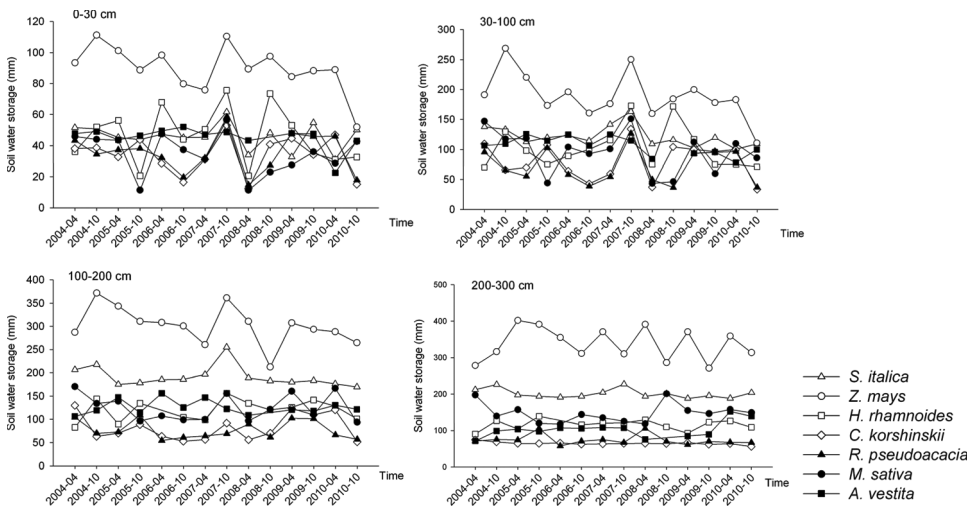 0-30 cm
Soil water storage (mm)
120
100
80
60
40
20
0
2004-04 2004-10 2005-04 2005-10 2006-04 2006-10 2007-04 2007-10 2008-04 2008-10 2009-04 2009-10 2010-04 2010-10
Time
30-100 cm
Soil water storage (mm)
300
250
200
150
100
50
0
2004-04 2004-10 2005-04 2005-10 2006-04 2006-10 2007-04 2007-10 2008-04 2008-10 2009-04 2009-10 2010-04 2010-10
Time
100-200 cm
Soil water storage (mm)
400
350
300
250
200
150
100
50
0
2004-04 2004-10 2005-04 2005-10 2006-04 2006-10 2007-04 2007-10 2008-04 2008-10 2009-04 2009-10 2010-04 2010-10
Time
200-300 cm
Soil water storage (mm)
500
400
300
200
100
0
2004-04 2004-10 2005-04 2005-10 2006-04 2006-10 2007-04 2007-10 2008-04 2008-10 2009-04 2009-10 2010-04 2010-10
Time
S. italica
Z. mays
H. rhamnoides
C. korshinskii
R. pseudoacacia
M. sativa
A. vestita